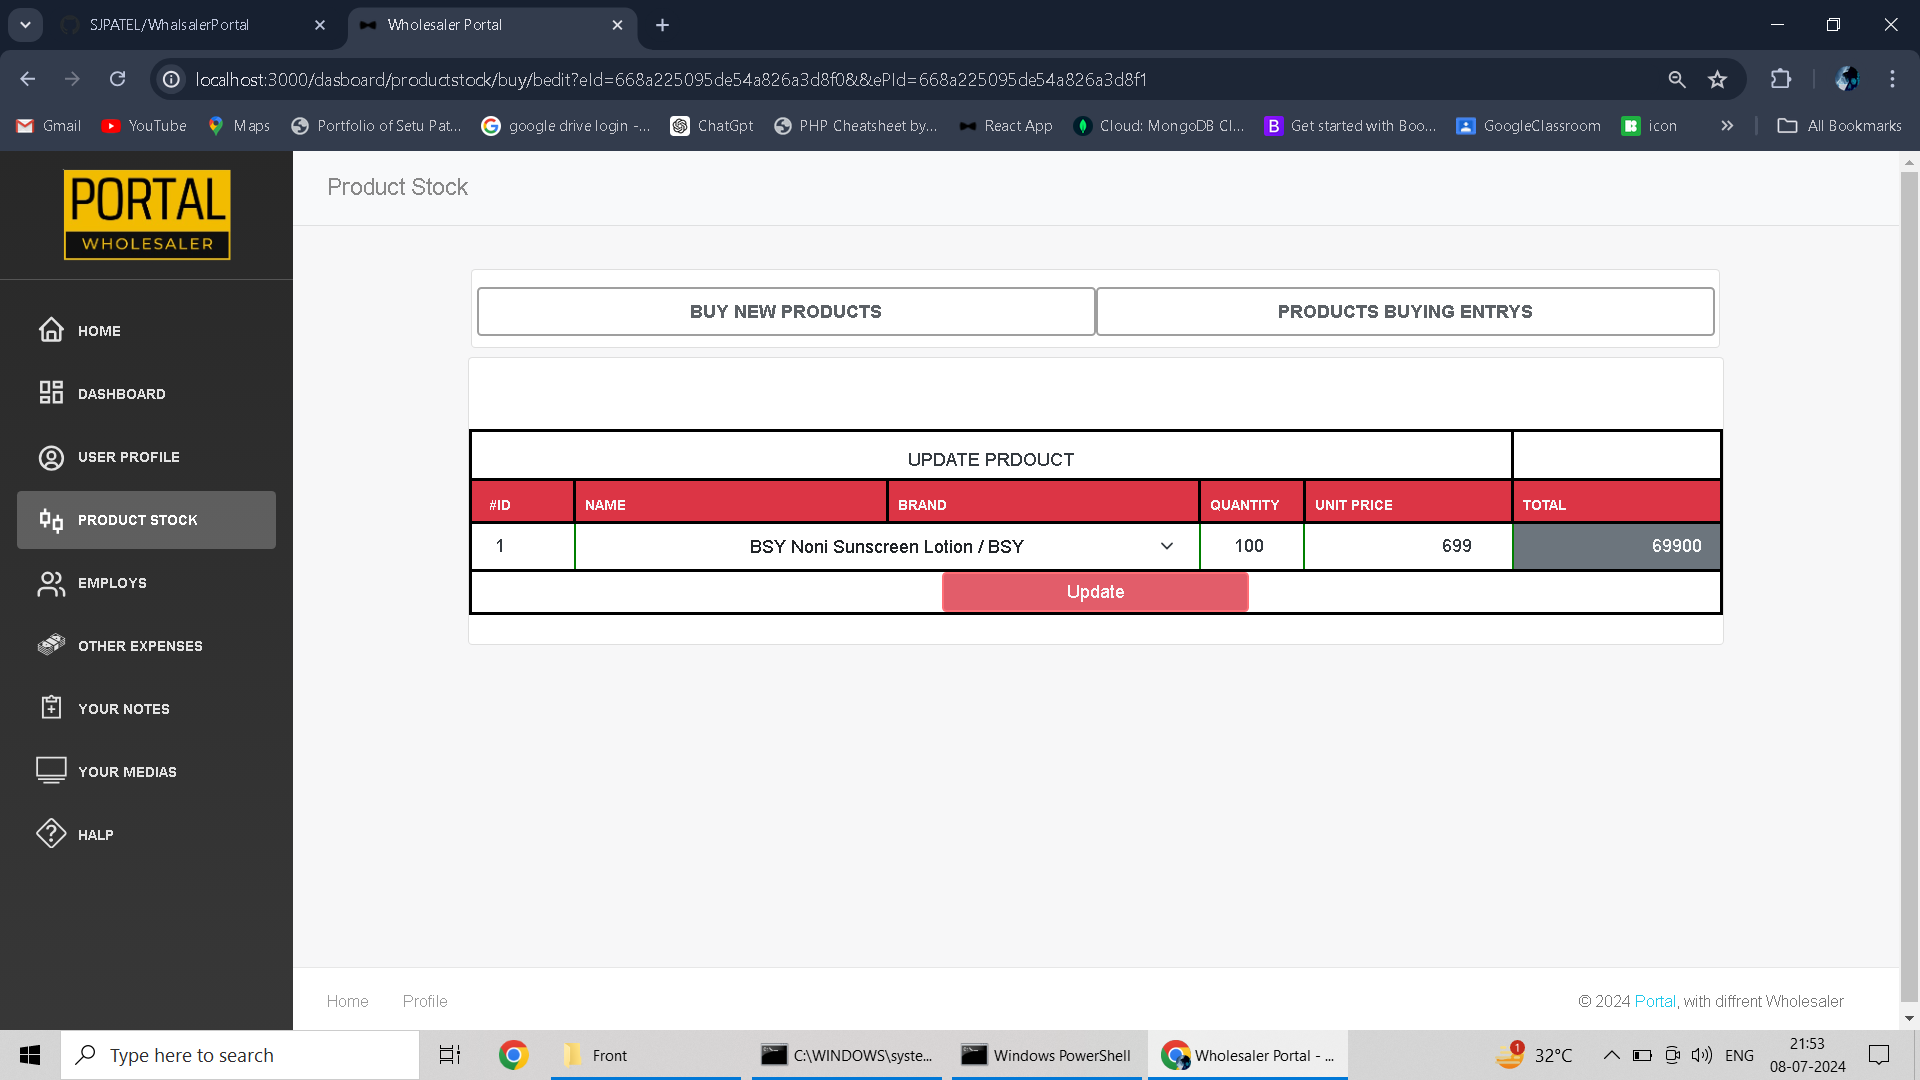 SJPATEL/WhalsalerPortal
Wholesaler Portal
localhost:3000/dasboard/productstock/buy/bedit?eId=668a225095de54a826a3d8f0&&ePId=668a225095de54a826a3d8f1
Gmail YouTube Maps Portfolio of Setu Pat... google drive login -... ChatGpt PHP Cheatsheet by... React App Cloud: MongoDB Cl... Get started with Boo... GoogleClassroom icon » All Bookmarks
PORTAL
WHOLESALER
HOME
DASHBOARD
USER PROFILE
PRODUCT STOCK
EMPLOYS
OTHER EXPENSES
YOUR NOTES
YOUR MEDIAS
HALP
Product Stock
BUY NEW PRODUCTS PRODUCTS BUYING ENTRYS
UPDATE PRDOUCT
#ID NAME BRAND QUANTITY UNIT PRICE TOTAL
1 BSY Noni Sunscreen Lotion / BSY 100 699 69900
Update
Home Profile © 2024 Portal, with diffrent Wholesaler
Type here to search Front C:\WINDOWS\syste... Windows PowerShell Wholesaler Portal - ... 1 32°C ENG
21:53
08-07-2024